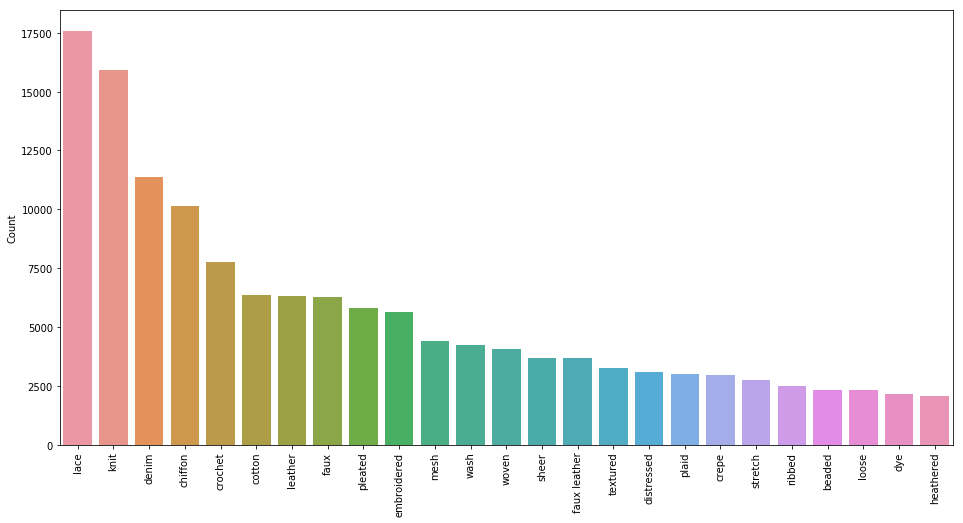 17500
15000
12500
10000
7500
5000
2500
0
Count
lace
knit
denim
chiffon
crochet
cotton
leather
faux
pleated
embroidered
mesh
wash
woven
sheer
faux leather
textured
distressed
plaid
crepe
stretch
ribbed
beaded
loose
dye
heathered